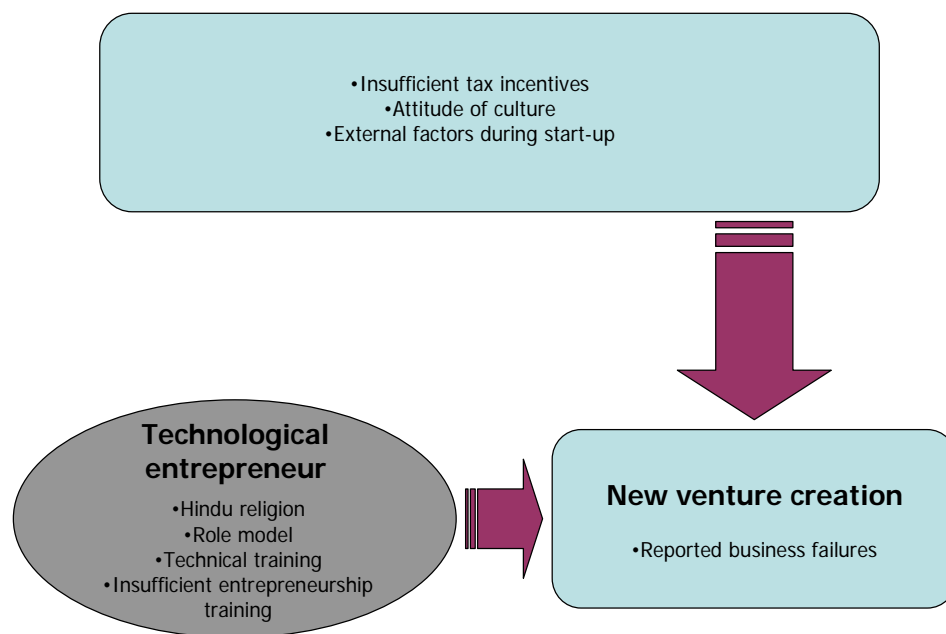 •Insufficient tax incentives
•Attitude of culture
•External factors during start-up
Technological
entrepreneur
•Hindu religion
•Role model
•Technical training
•Insufficient entrepreneurship
training
New venture creation
•Reported business failures